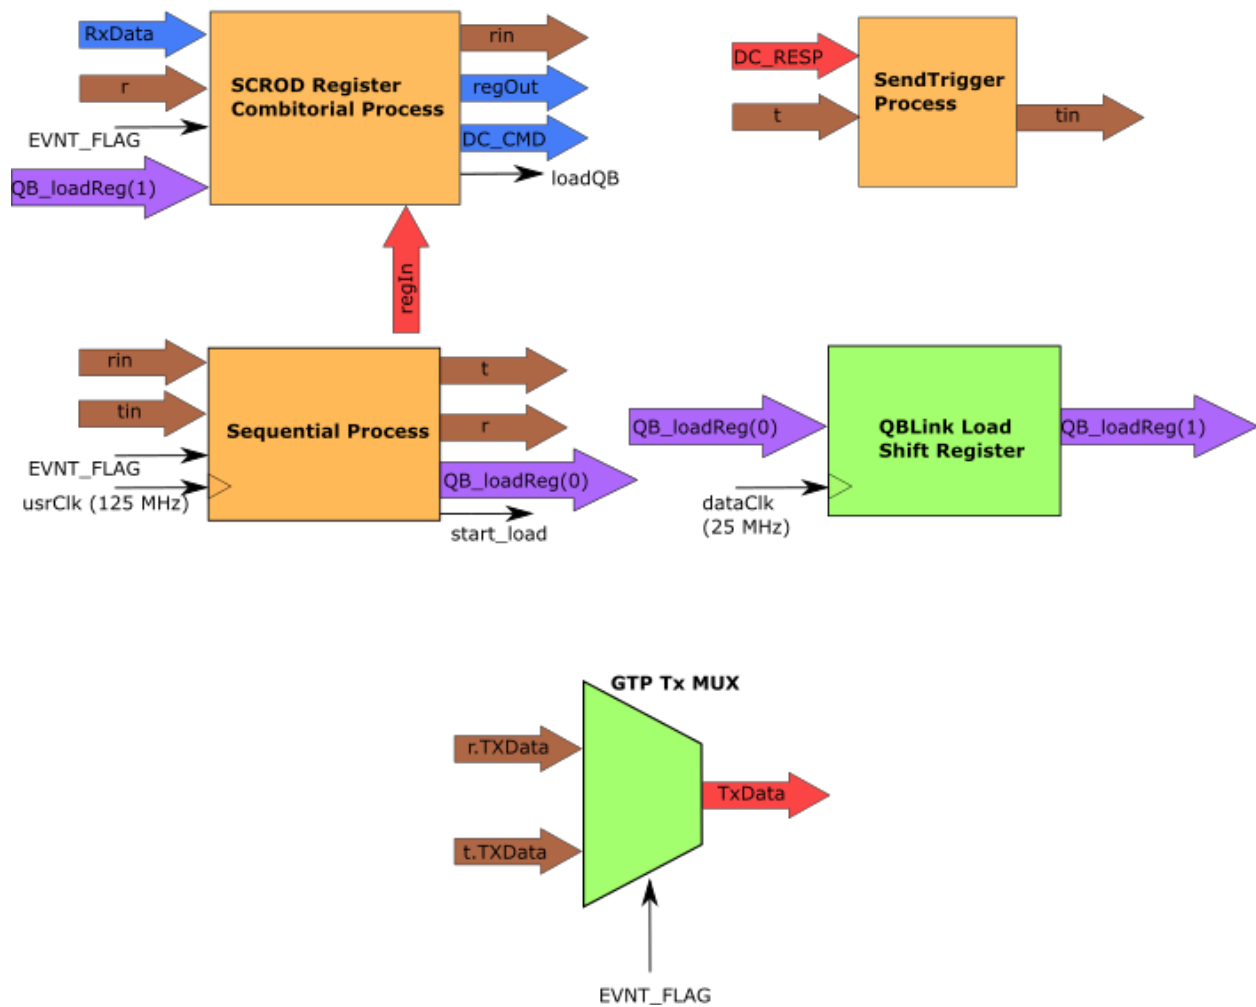 RxData
r
EVNT_FLAG
QB_loadReg(1)
SCROD Register
Combitorial Process
rin
regOut
DC_CMD
loadQB
DC_RESP
t
SendTrigger
Process
tin
regIn
rin
tin
EVNT_FLAG
usrClk (125 MHz)
Sequential Process
t
r
QB_loadReg(0)
start_load
QB_loadReg(0)
dataClk
(25 MHz)
QBLink Load
Shift Register
QB_loadReg(1)
GTP Tx MUX
r.TXData
t.TXData
TxData
EVNT_FLAG